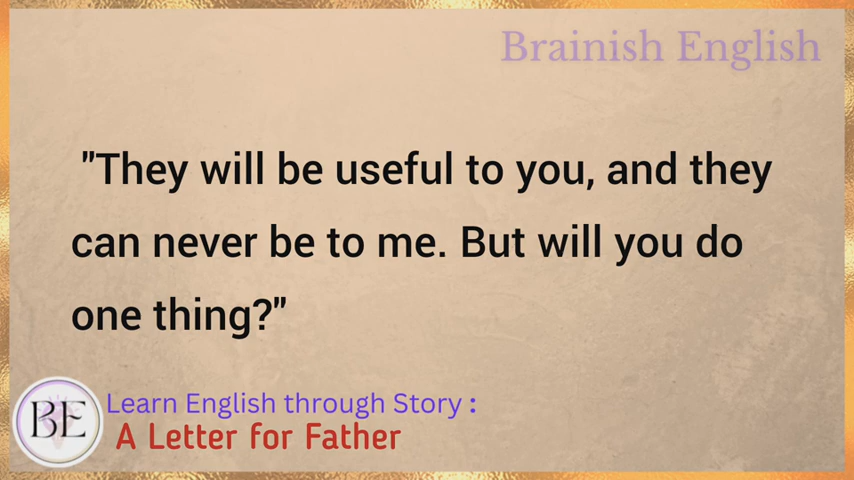 Brainish English
"They will be useful to you, and they
can never be to me. But will you do
one thing?"
BE
Learn English through Story :
A Letter for Father